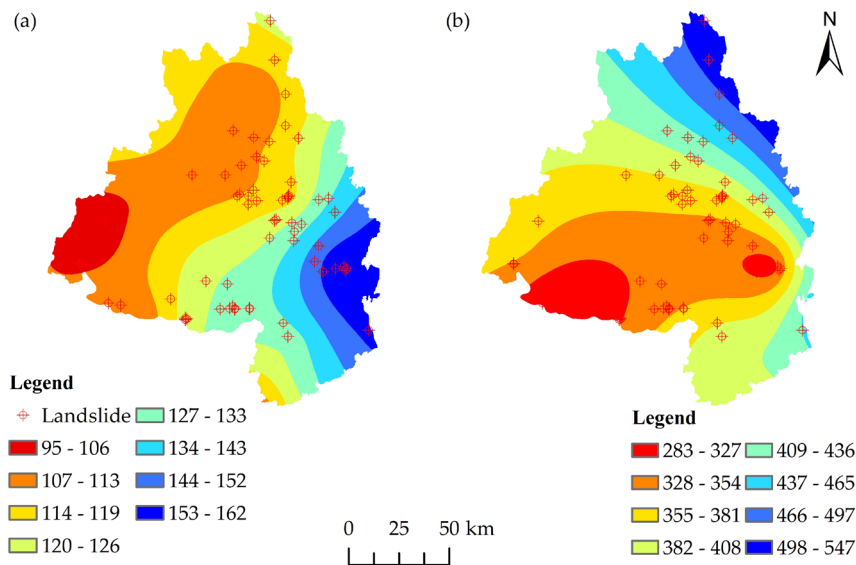 (a)
(b)
N
Legend
Landslide
95 - 106
107 - 113
114 - 119
120 - 126
127 - 133
134 - 143
144 - 152
153 - 162
0 25 50 km
Legend
283 - 327
328 - 354
355 - 381
382 - 408
409 - 436
437 - 465
466 - 497
498 - 547